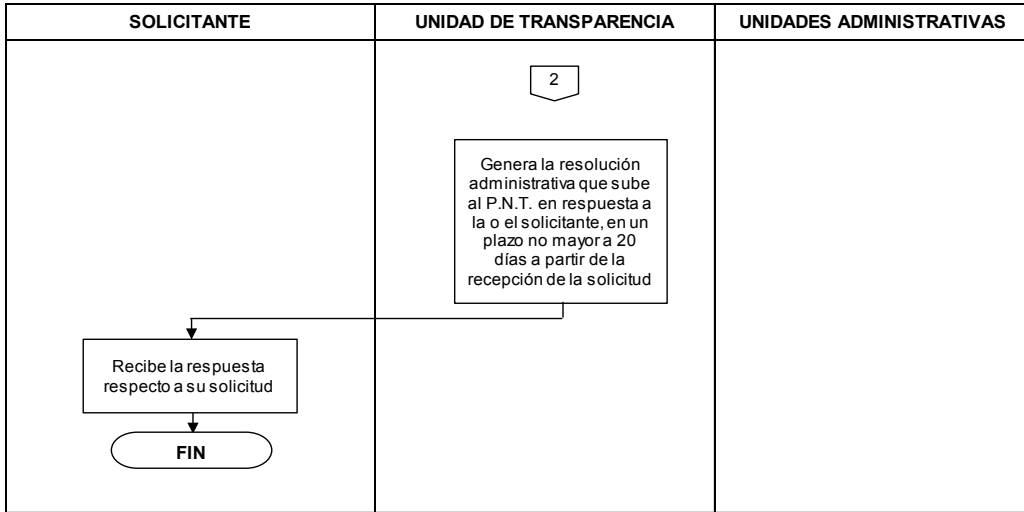 SOLICITANTE
UNIDAD DE TRANSPARENCIA
UNIDADES ADMINISTRATIVAS
2
Genera la resolución
administrativa que sube
al P.N.T. en respuesta a
la o el solicitante, en un
plazo no mayor a 20
días a partir de la
recepción de la solicitud
Recibe la respuesta
respecto a su solicitud
FIN